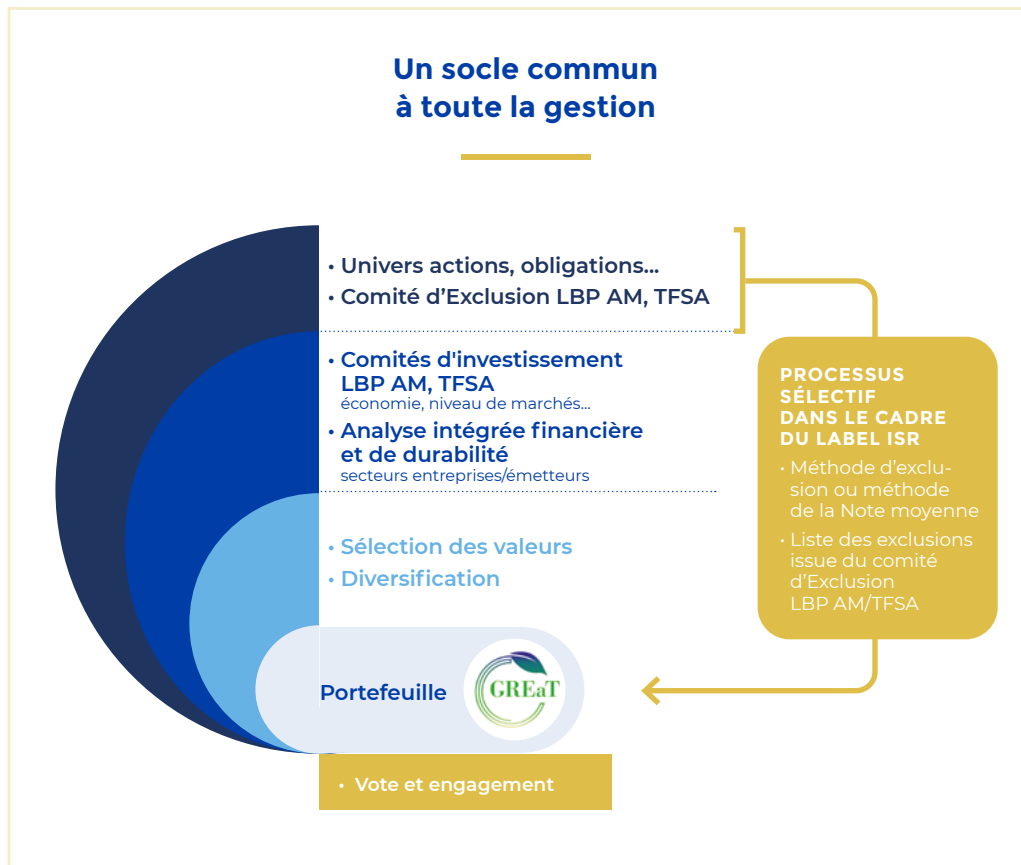 Un socle commun
à toute la gestion
• Univers actions, obligations...
• Comité d'Exclusion LBP AM, TFSA
• Comités d'investissement
LBP AM, TFSA
économie, niveau de marchés...
• Analyse intégrée financière
et de durabilité
secteurs entreprises/émetteurs
• Sélection des valeurs
• Diversification
Portefeuille
GREaT
• Vote et engagement
PROCESSUS
SÉLECTIF
DANS LE CADRE
DU LABEL ISR
• Méthode d'exclu-
sion ou méthode
de la Note moyenne
• Liste des exclusions
issue du comité
d'Exclusion
LBP AM/TFSA